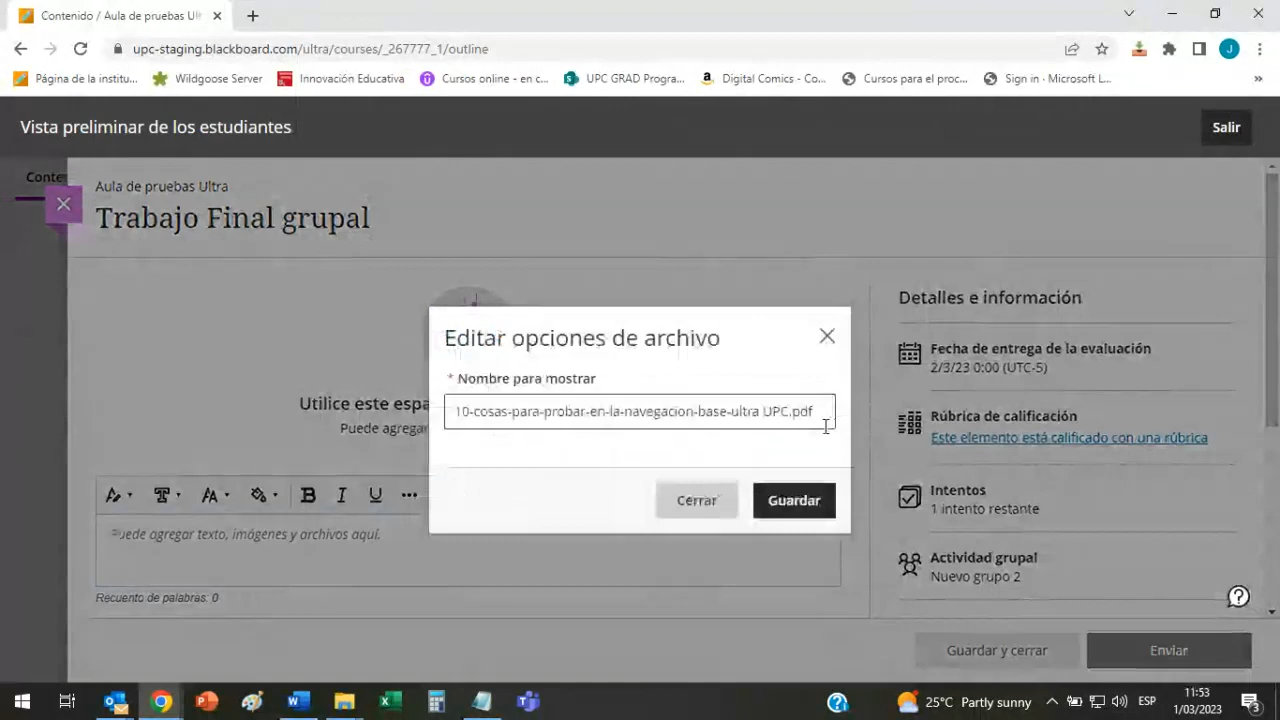 Contenido / Aula de pruebas Ul
upc-staging.blackboard.com/ultra/courses/_267777_1/outline
J
Página de la institu...
Wildgoose Server
Innovación Educativa
Cursos online - en c...
UPC GRAD Progra...
Digital Comics - Co...
Cursos para el proc...
Sign in · Microsoft L...
»
Vista preliminar de los estudiantes
Salir
Conte
Aula de pruebas Ultra
Trabajo Final grupal
Detalles e información
Fecha de entrega de la evaluación
2/3/23 0:00 (UTC-5)
Rúbrica de calificación
Este elemento está calificado con una rúbrica
Intentos
1 intento restante
Actividad grupal
Nuevo grupo 2
Editar opciones de archivo
* Nombre para mostrar
10-cosas-para-probar-en-la-navegacion-base-ultra UPC.pdf
Cerrar
Guardar
Utilice este espa
Puede agregar
B I U
Puede agregar texto, imágenes y archivos aquí.
Recuento de palabras: 0
Guardar y cerrar
Enviar
25°C Partly sunny
ESP
11:53
1/03/2023
3